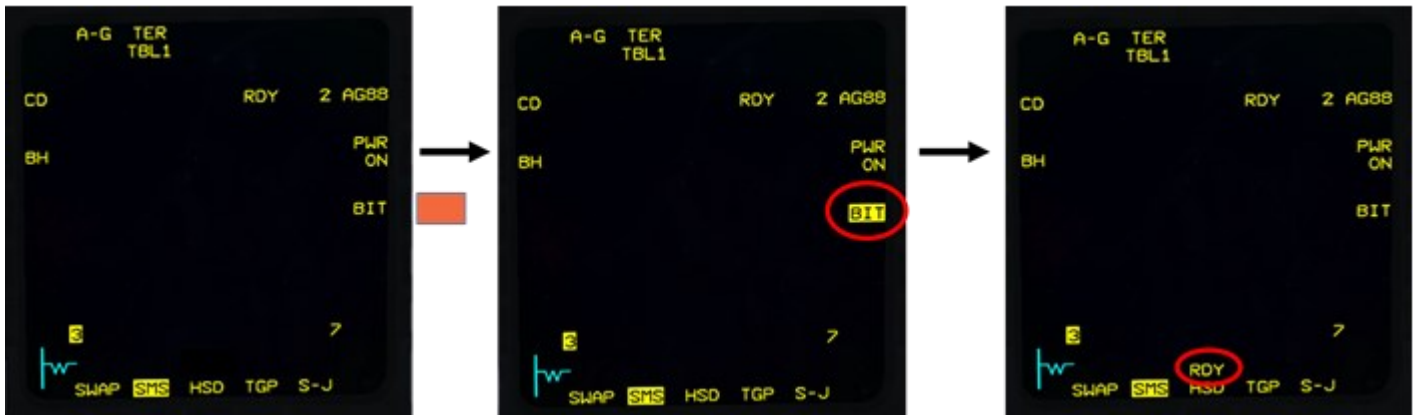 A-G TER
TBL1
CD RDY 2 AG88
PWR
BH ON
BIT
3 7
SWAP SMS HSD TGP S-J
A-G TER
TBL1
CD RDY 2 AG88
PWR
BH ON
BIT
3 7
SWAP SMS HSD TGP S-J
A-G TER
TBL1
CD RDY 2 AG88
PWR
BH ON
BIT
3 7
RDY
SWAP SMS HSD TGP S-J